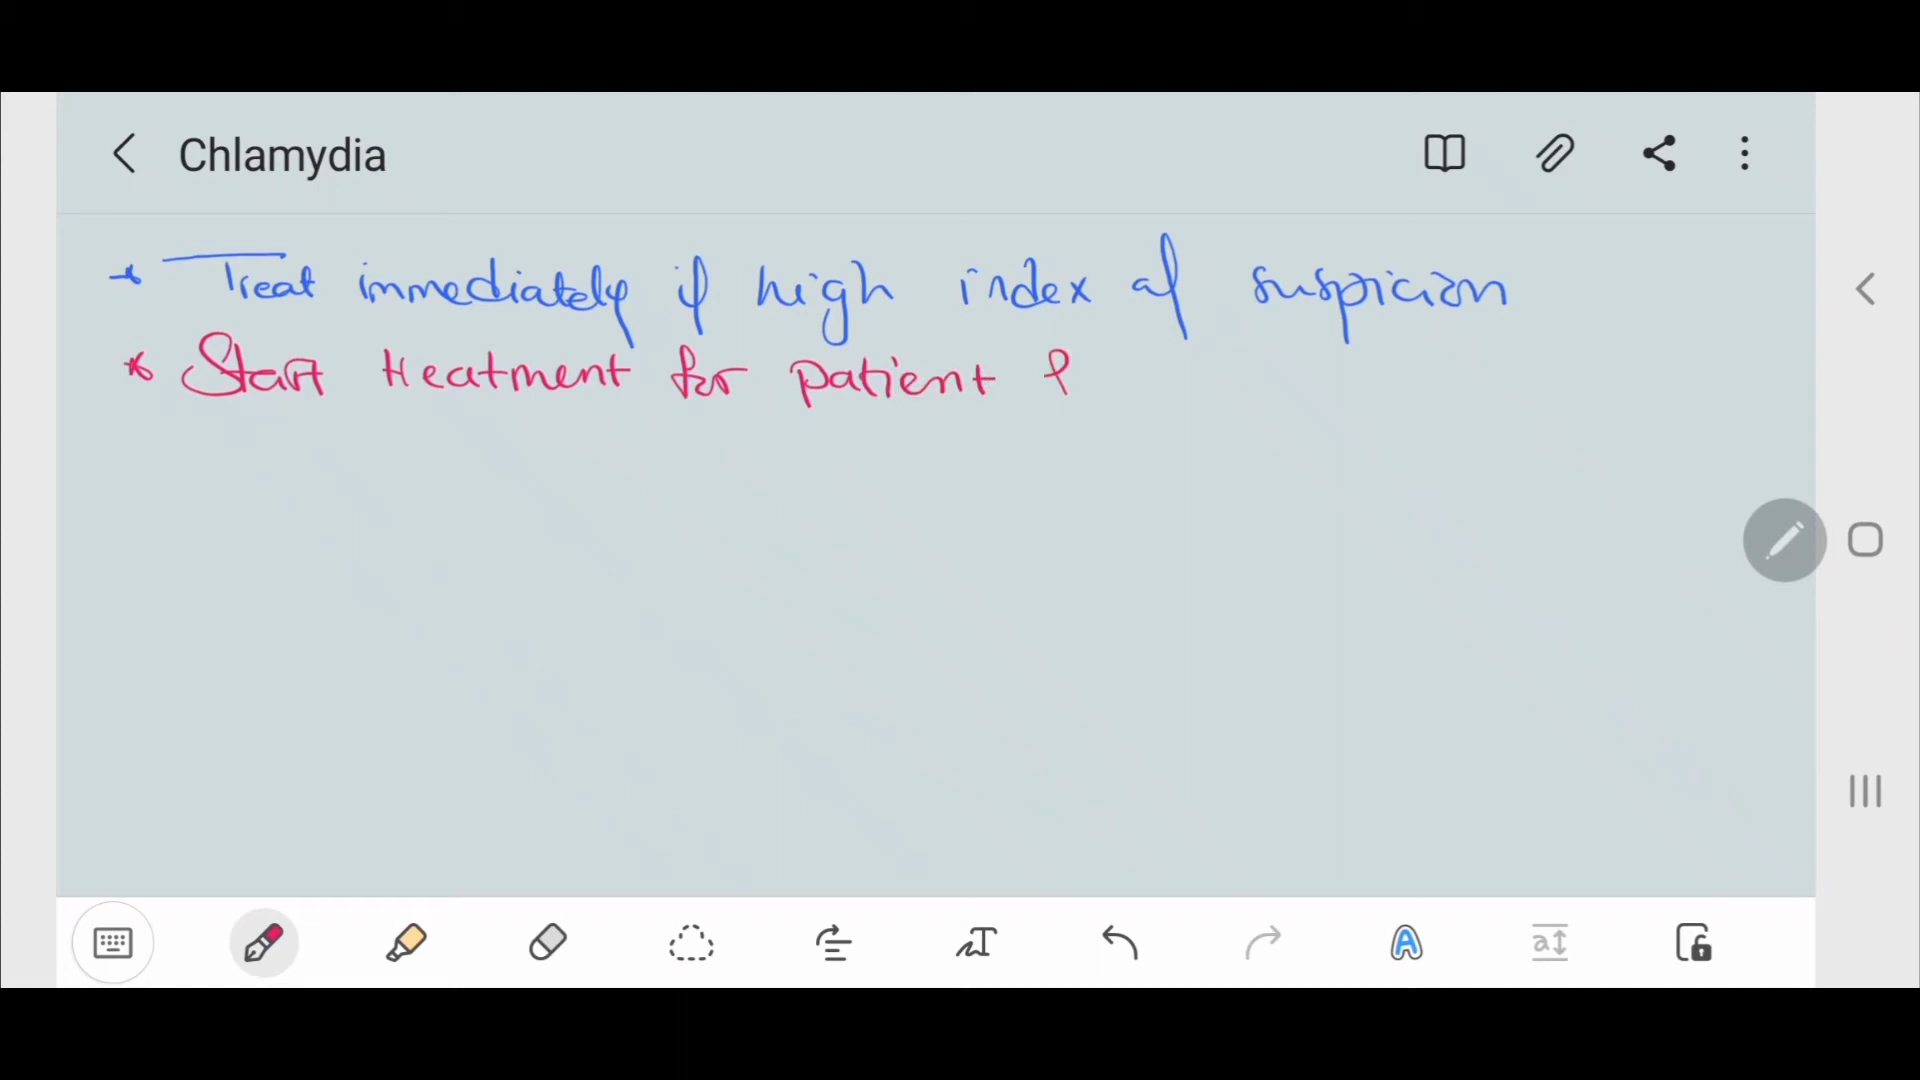 Chlamydia
* Treat immediately if high index of suspicion
* Start treatment for patient &